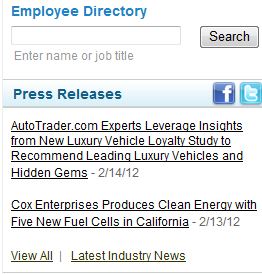 Employee Directory
Search
Enter name or job title
Press Releases
AutoTrader.com Experts Leverage Insights
from New Luxury Vehicle Loyalty Study to
Recommend Leading Luxury Vehicles and
Hidden Gems - 2/14/12
Cox Enterprises Produces Clean Energy with
Five New Fuel Cells in California - 2/13/12
View All | Latest Industry News